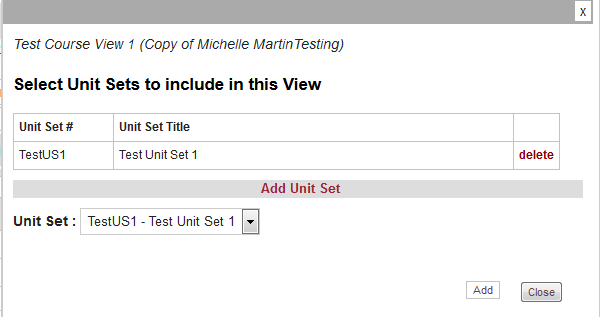 X
Test Course View 1 (Copy of Michelle MartinTesting)
Select Unit Sets to include in this View
Unit Set # Unit Set Title
TestUS1 Test Unit Set 1 delete
Add Unit Set
Unit Set : TestUS1 - Test Unit Set 1
Add Close